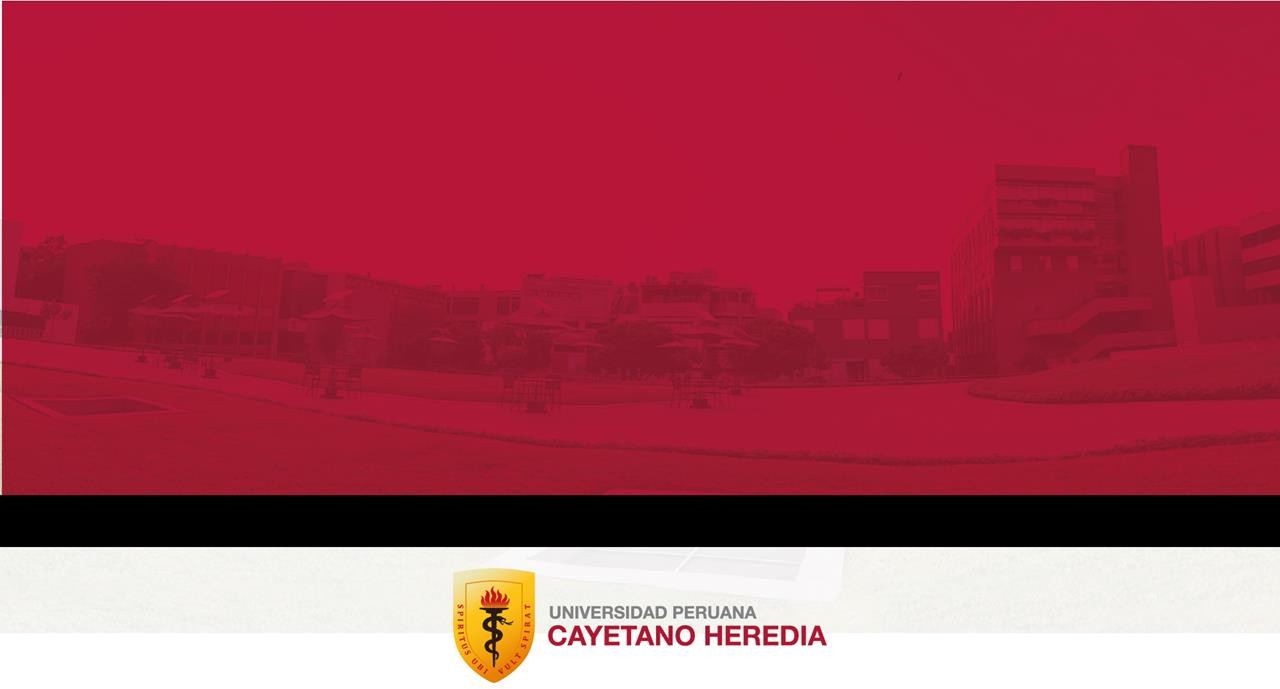 SPIRITUS UBI VULT SPIRAT
UNIVERSIDAD PERUANA
CAYETANO HEREDIA